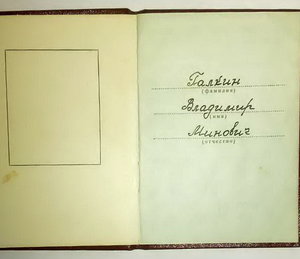 Галкин
(фамилия)
Владимир
(имя)
Минович
(отчество)